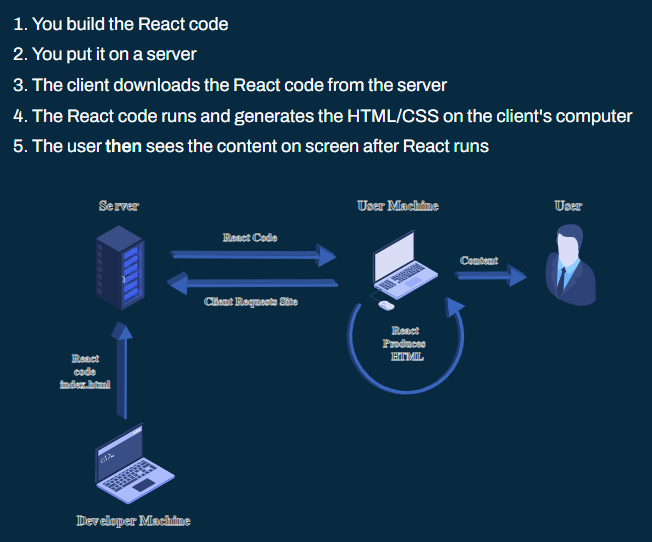 1. You build the React code
2. You put it on a server
3. The client downloads the React code from the server
4. The React code runs and generates the HTML/CSS on the client's computer
5. The user then sees the content on screen after React runs
Server
User Machine
User
React Code
Content
Client Requests Site
React
Produces
HTML
React
code
index.html
Developer Machine